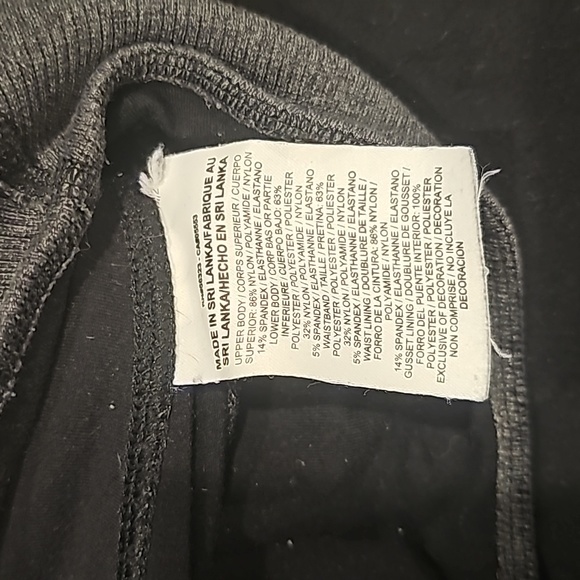 MADE IN SRI LANKA/FABRIQUE AU
SRI LANKA/HECHO EN SRI LANKA
UPPER BODY / CORPS SUPERIEUR / CUERPO
SUPERIOR: 86% NYLON / POLYAMIDE / NYLON
14% SPANDEX / ELASTHANNE / ELASTANO
LOWER BODY / CORP BAS OR PARTIE
INFERIEURE / CUERPO BAJO: 63%
POLYESTER / POLYESTER / POLIESTER
32% NYLON / POLYAMIDE / NYLON
5% SPANDEX / ELASTHANNE / ELASTANO
WAISTBAND / TAILLE / PRETINA: 63%
POLYESTER / POLYESTER / POLIESTER
32% NYLON / POLYAMIDE / NYLON
5% SPANDEX / ELASTHANNE / ELASTANO
WAIST LINING / DOUBLURE DE TAILLE /
FORRO DE LA CINTURA: 86% NYLON /
POLYAMIDE / NYLON
14% SPANDEX / ELASTHANNE / ELASTANO
GUSSET LINING / DOUBLURE DE GOUSSET /
FORRO DEL PUENTE INTERIOR: 100%
POLYESTER / POLYESTER / POLIESTER
EXCLUSIVE OF DECORATION / DECORATION
NON COMPRISE / NO INCLUYE LA
DECORACION